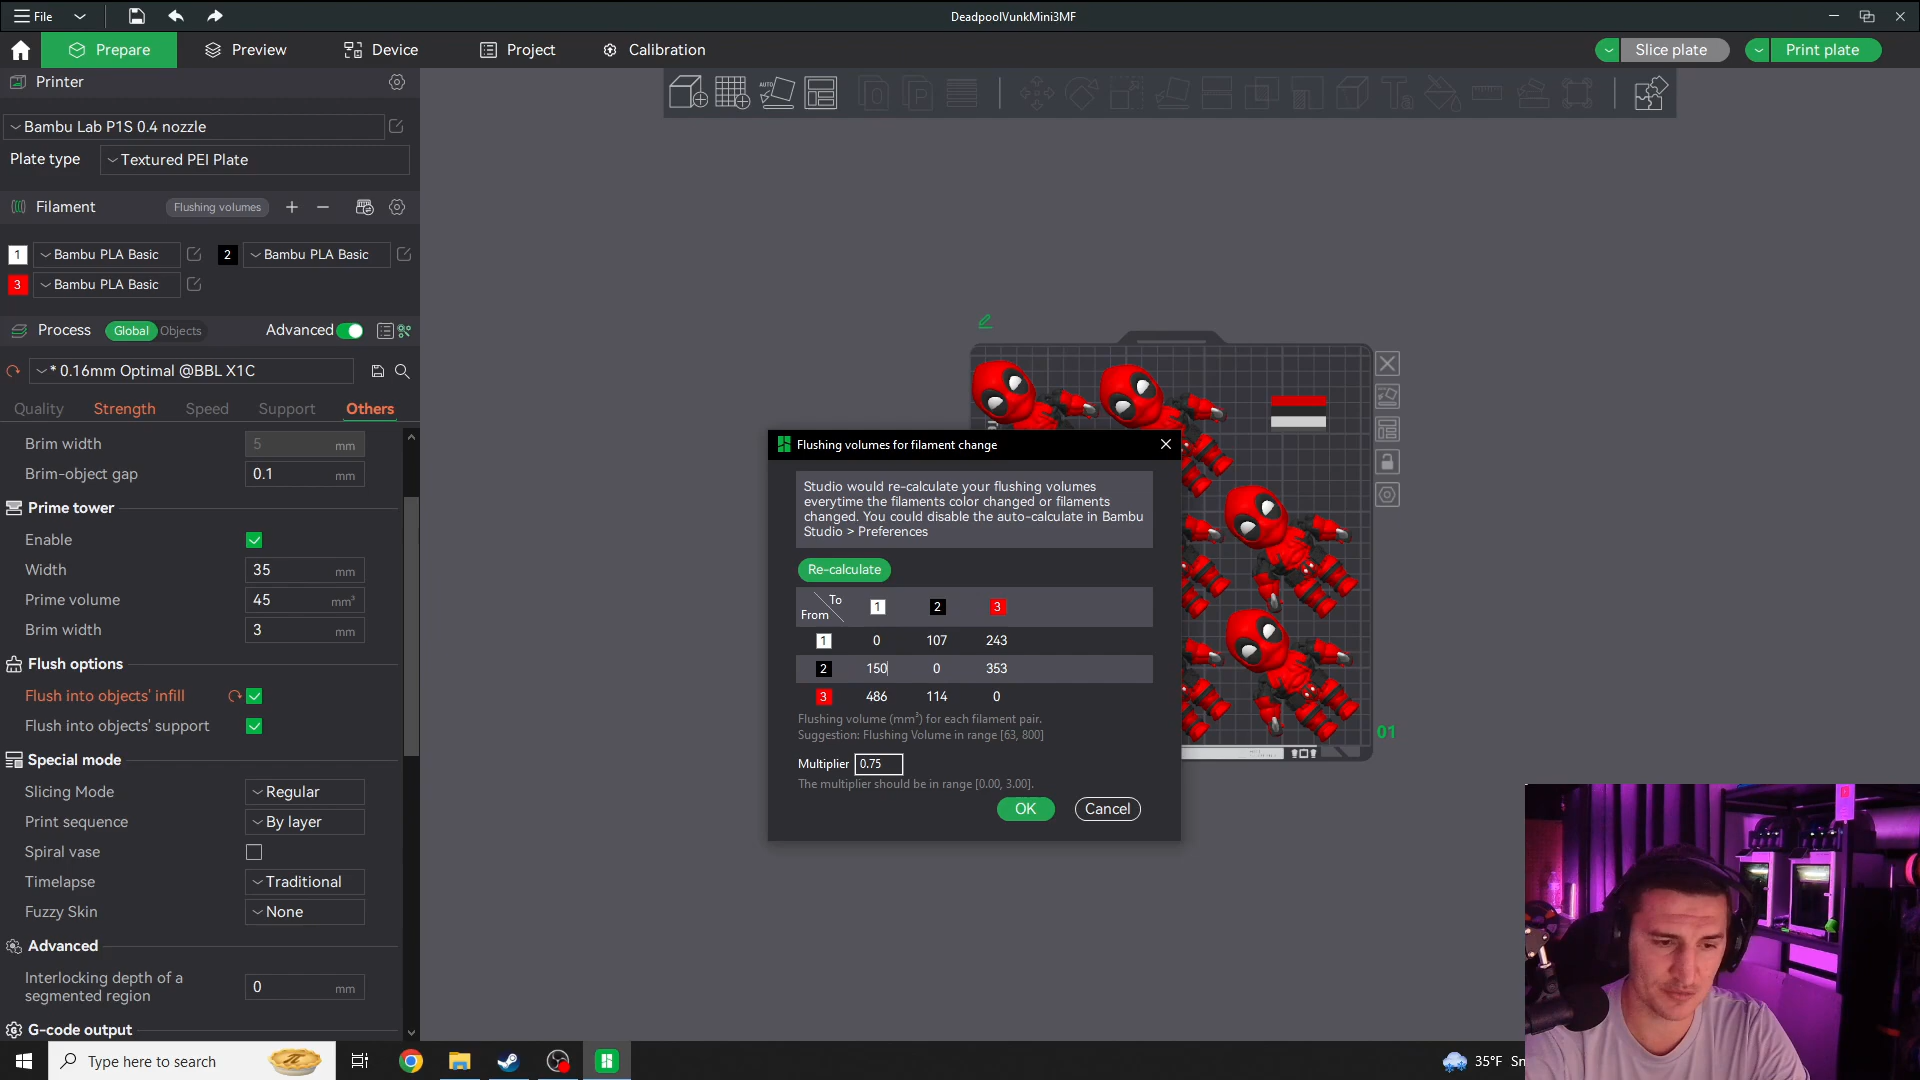 File
DeadpoolVunkMini3MF
Prepare
Preview
Device
Project
Calibration
Slice plate
Print plate
Printer
Bambu Lab P1S 0.4 nozzle
Plate type
Textured PEI Plate
Filament
Flushing volumes
1
Bambu PLA Basic
2
Bambu PLA Basic
3
Bambu PLA Basic
Process
Global
Objects
Advanced
* 0.16mm Optimal @BBL X1C
Quality
Strength
Speed
Support
Others
Brim width
5 mm
Brim-object gap
0.1 mm
Prime tower
Enable
Width
35 mm
Prime volume
45 mm³
Brim width
3 mm
Flush options
Flush into objects' infill
Flush into objects' support
Special mode
Slicing Mode
Regular
Print sequence
By layer
Spiral vase
Timelapse
Traditional
Fuzzy Skin
None
Advanced
Interlocking depth of a
segmented region
0 mm
G-code output
AUTO
Flushing volumes for filament change
Studio would re-calculate your flushing volumes
everytime the filaments color changed or filaments
changed. You could disable the auto-calculate in Bambu
Studio > Preferences
Re-calculate
To
From
1 2 3
1 0 107 243
2 150 0 353
3 486 114 0
Flushing volume (mm³) for each filament pair.
Suggestion: Flushing Volume in range [63, 800]
Multiplier 0.75
The multiplier should be in range [0.00, 3.00].
OK
Cancel
01
Type here to search
35°F Sn